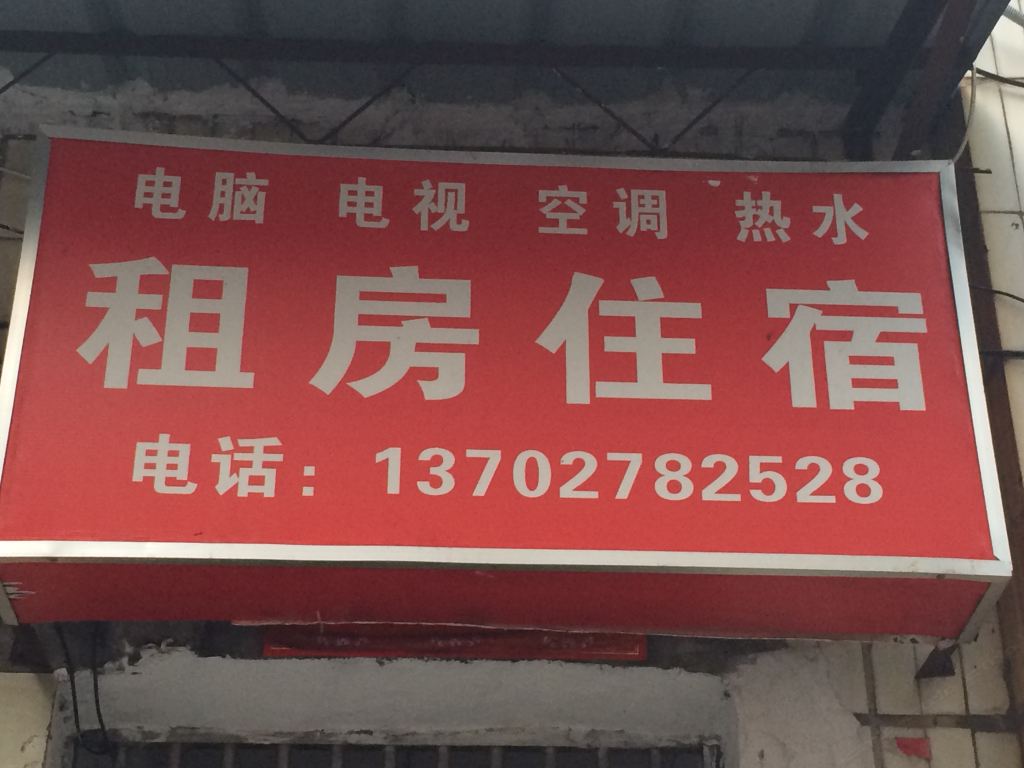 电脑 电视 空调 热水
租房住宿
电话：13702782528